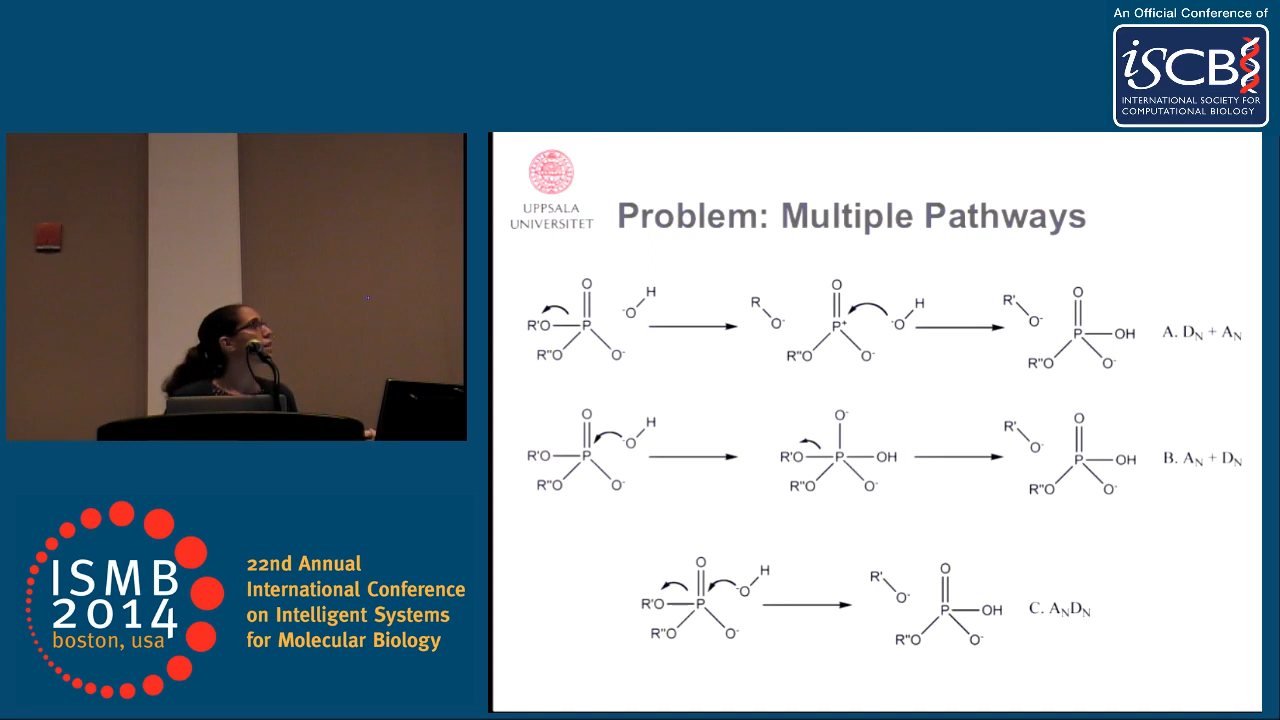 An Official Conference of
iSCB
INTERNATIONAL SOCIETY FOR
COMPUTATIONAL BIOLOGY
UPPSALA
UNIVERSITET
Problem: Multiple Pathways
O
R'O P R"O O-
-O H
R O-
O
P+ R"O O-
-O H
R' O-
O
P OH R"O O-
A. DN + AN
O
R'O P R"O O-
-O H
O-
R'O P OH R"O O-
R' O-
O
P OH R"O O-
B. AN + DN
O
R'O P R"O O-
-O H
R' O-
O
P OH R"O O-
C. ANDN
ISMB
2014
boston, usa
22nd Annual
International Conference
on Intelligent Systems
for Molecular Biology